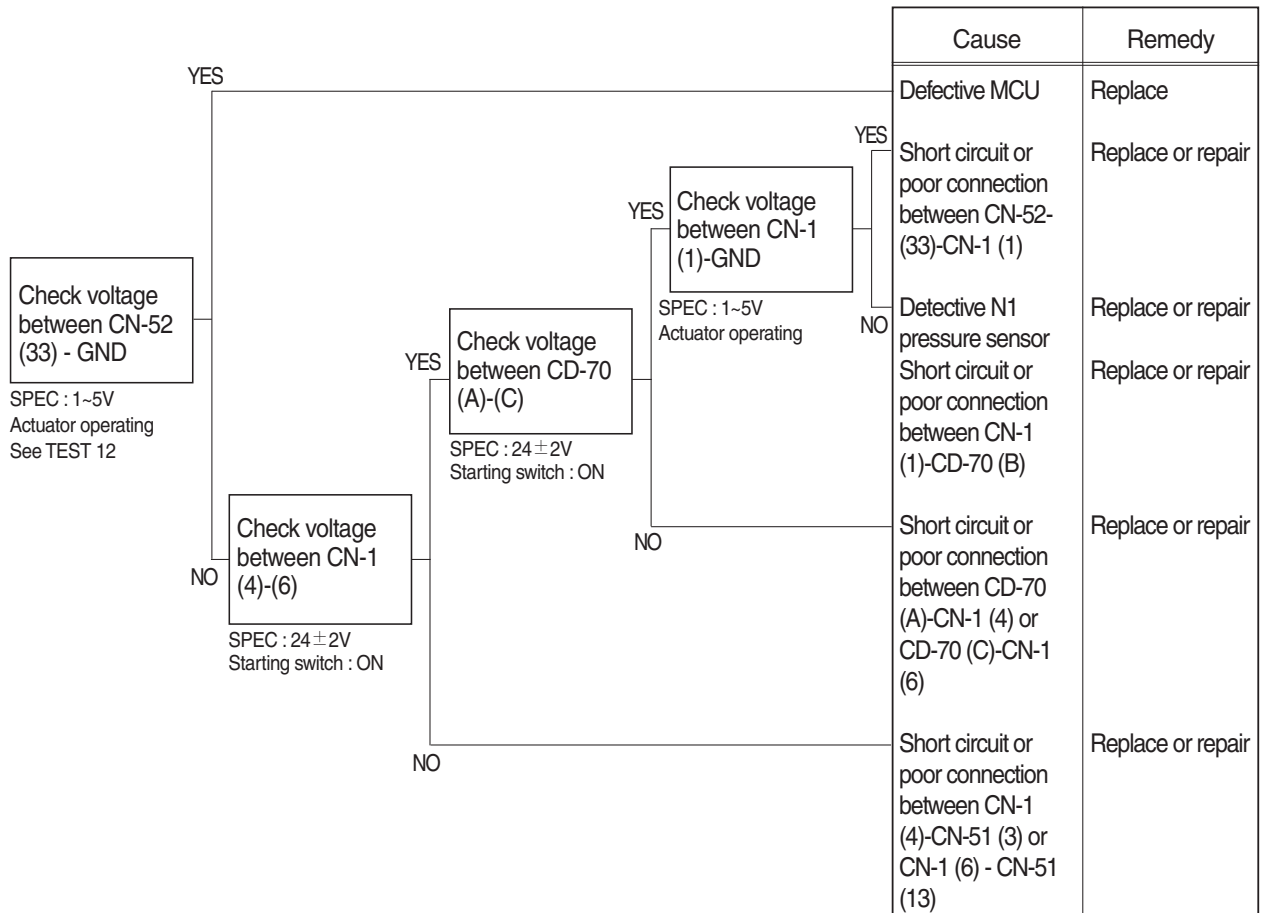 Cause
Remedy
YES
Defective MCU
Replace
YES
Short circuit or
poor connection
between CN-52-
(33)-CN-1 (1)
Replace or repair
YES
Check voltage
between CN-1
(1)-GND
SPEC : 1~5V
Actuator operating
NO
Detective N1
pressure sensor
Replace or repair
Short circuit or
poor connection
between CN-1
(1)-CD-70 (B)
Replace or repair
Check voltage
between CN-52
(33) - GND
SPEC : 1~5V
Actuator operating
See TEST 12
YES
Check voltage
between CD-70
(A)-(C)
SPEC : 24±2V
Starting switch : ON
NO
Short circuit or
poor connection
between CD-70
(A)-CN-1 (4) or
CD-70 (C)-CN-1
(6)
Replace or repair
NO
Check voltage
between CN-1
(4)-(6)
SPEC : 24±2V
Starting switch : ON
NO
Short circuit or
poor connection
between CN-1
(4)-CN-51 (3) or
CN-1 (6) - CN-51
(13)
Replace or repair